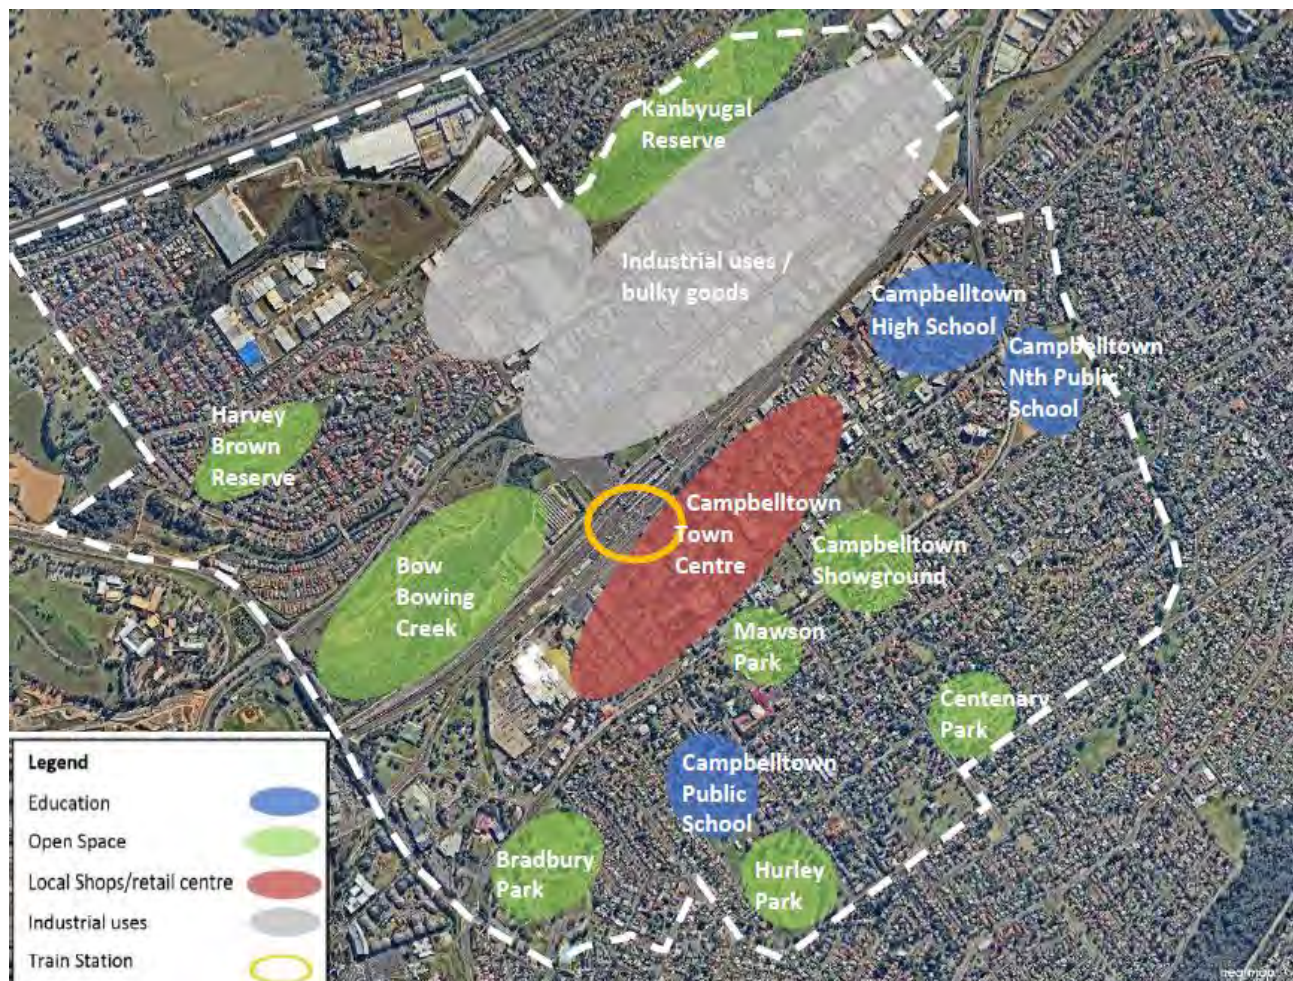 Kanbyugal
Reserve
Industrial uses /
bulky goods
Campbelltown
High School
Campbelltown
Nth Public
School
Harvey
Brown
Reserve
Campbelltown
Town
Centre
Campbelltown
Showground
Bow
Bowing
Creek
Mawson
Park
Centenary
Park
Campbelltown
Public
School
Bradbury
Park
Hurley
Park
Legend
Education
Open Space
Local Shops/retail centre
Industrial uses
Train Station
nearmap